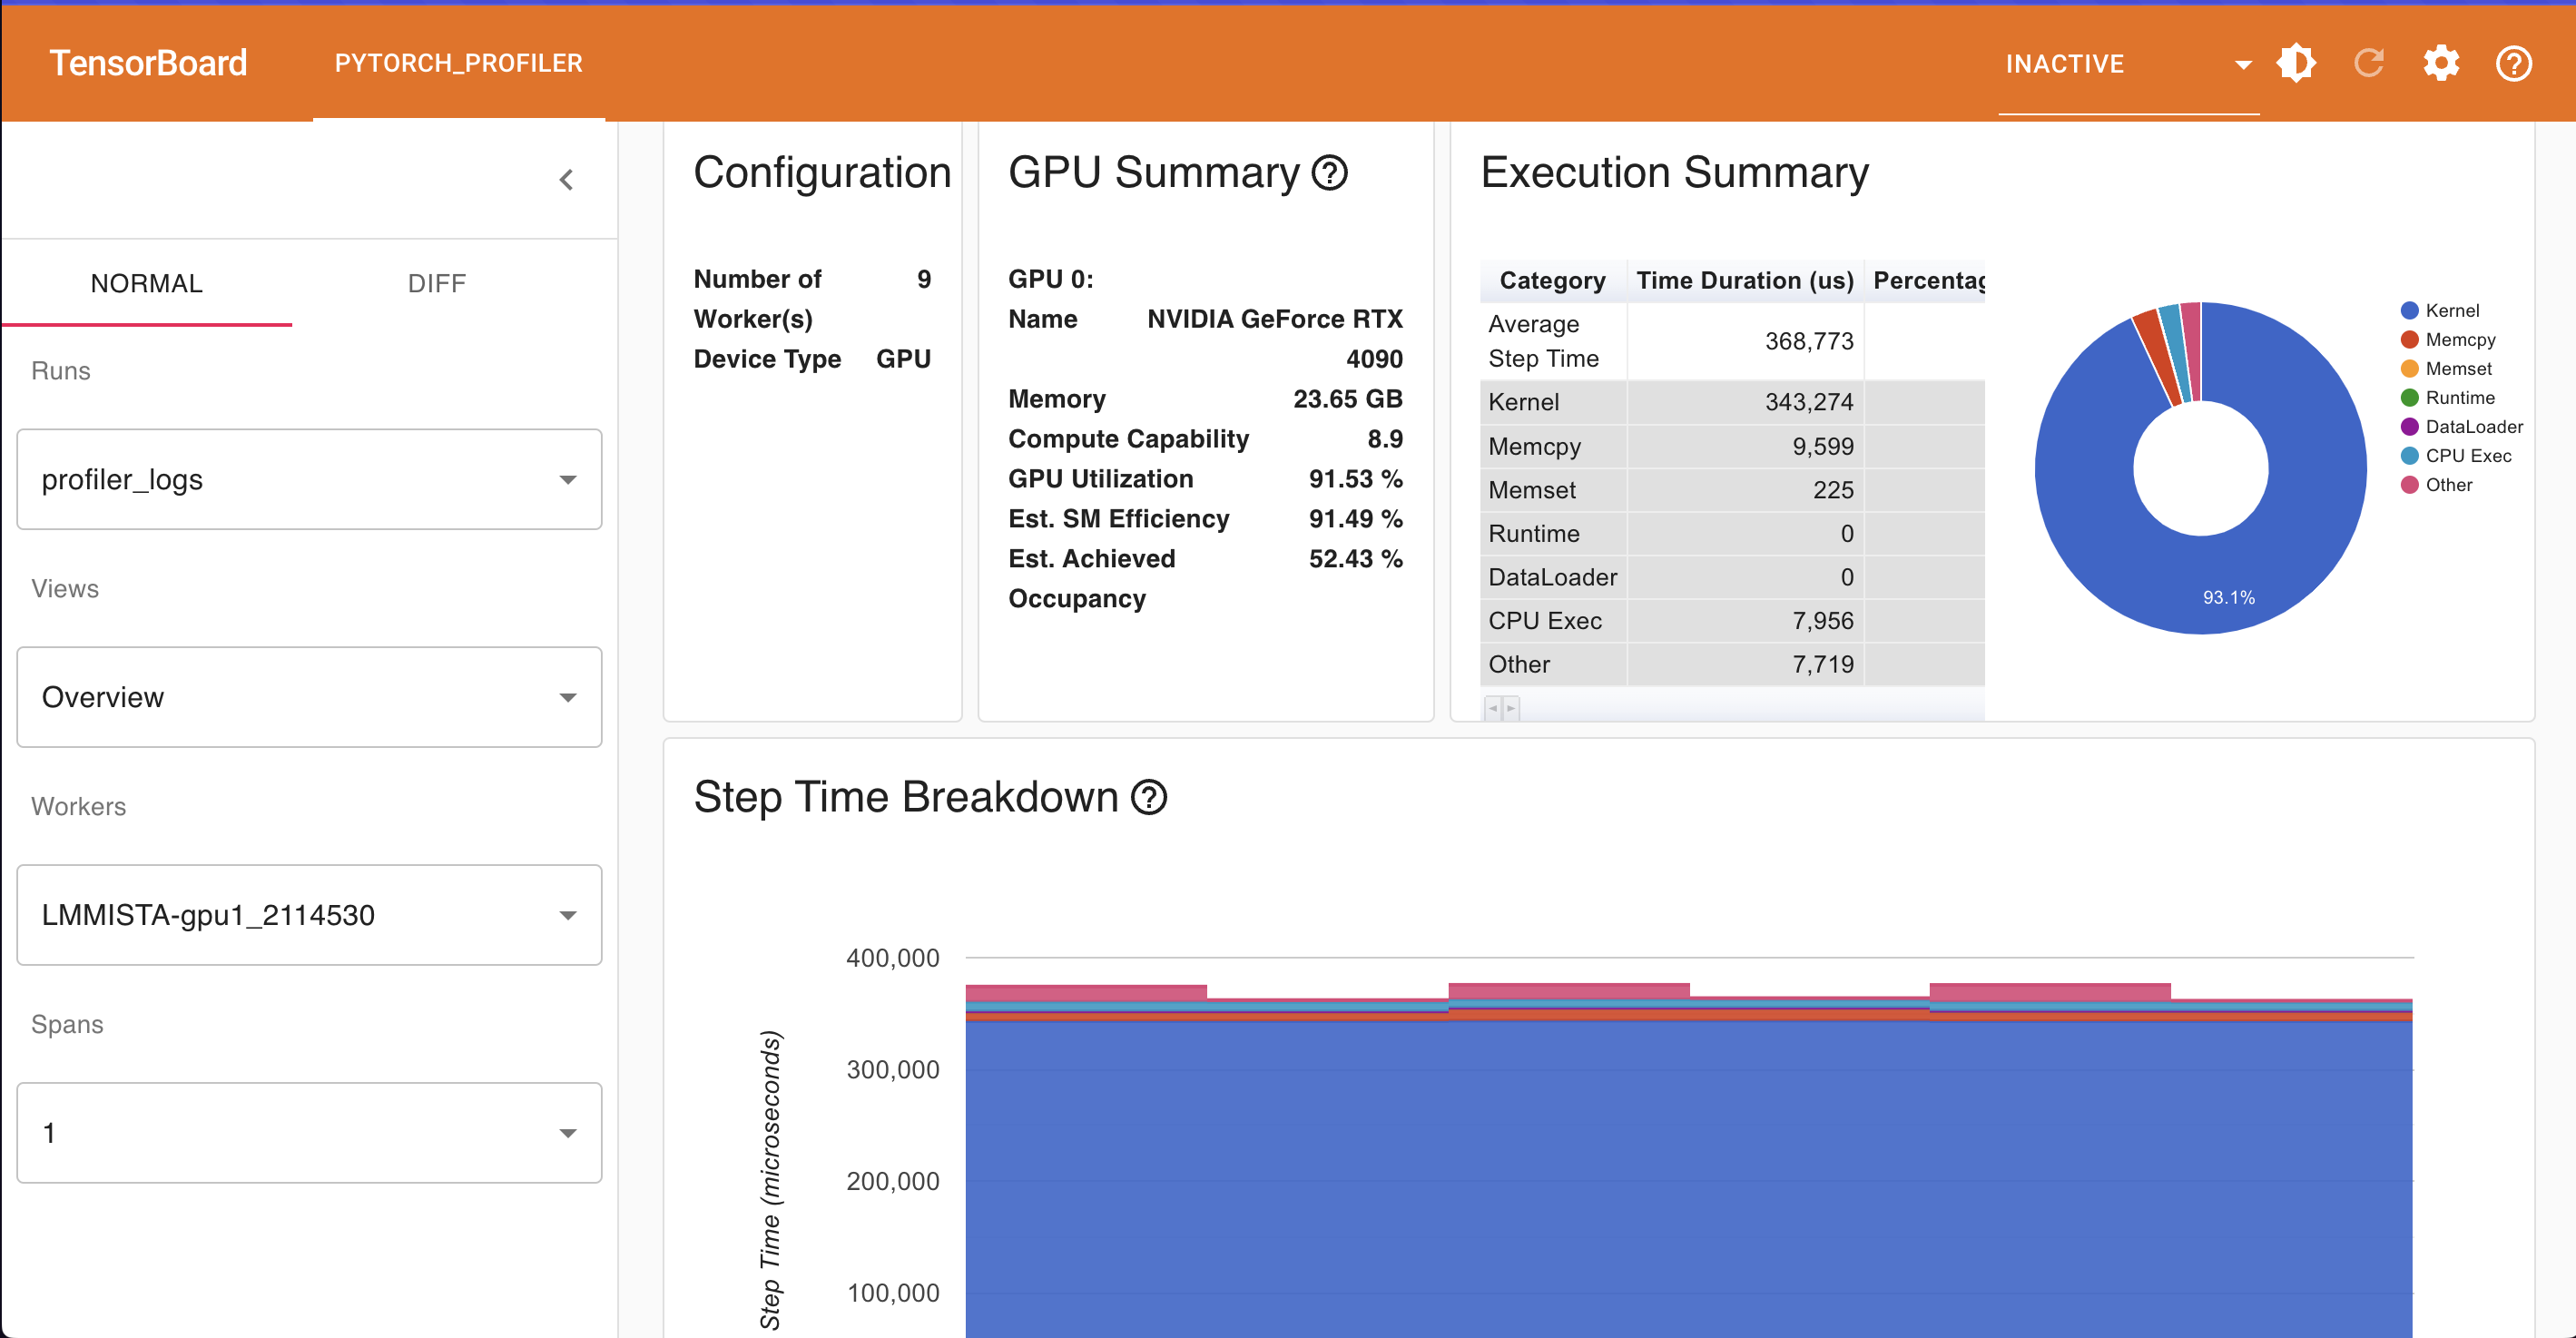 TensorBoard
PYTORCH_PROFILER
INACTIVE
NORMAL
DIFF
Runs
profiler_logs
Views
Overview
Workers
LMMISTA-gpu1_2114530
Spans
1
Configuration
Number of 9
Worker(s)
Device Type GPU
GPU Summary
GPU 0:
Name NVIDIA GeForce RTX
4090
Memory 23.65 GB
Compute Capability 8.9
GPU Utilization 91.53 %
Est. SM Efficiency 91.49 %
Est. Achieved 52.43 %
Occupancy
Execution Summary
Category Time Duration (us) Percentag
Average
Step Time 368,773
Kernel 343,274
Memcpy 9,599
Memset 225
Runtime 0
DataLoader 0
CPU Exec 7,956
Other 7,719
93.1%
Kernel
Memcpy
Memset
Runtime
DataLoader
CPU Exec
Other
Step Time Breakdown
400,000
300,000
200,000
100,000
Step Time (microseconds)